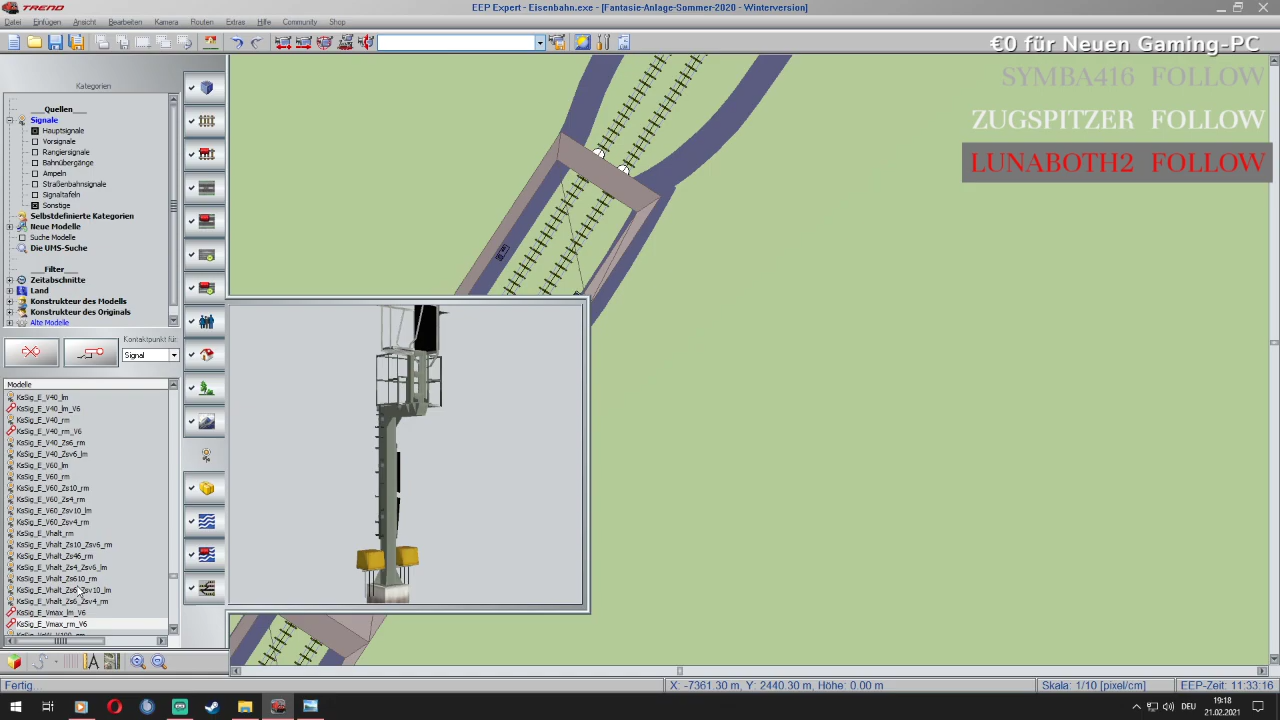 TREND
EEP Expert - Eisenbahn.exe - [Fantasie-Anlage-Sommer-2020 - Winterversion]
Datei Einfügen Ansicht Bearbeiten Kamera Routen Extras Hilfe Community Shop
€0 für Neuen Gaming-PC
SYMBA416 FOLLOW
ZUGSPITZER FOLLOW
LUNABOTH2 FOLLOW
Kategorien
___Quellen___
Signale
Hauptsignale
Vorsignale
Rangiersignale
Bahnübergänge
Ampeln
Straßenbahnsignale
Signaltafeln
Sonstige
Selbstdefinierte Kategorien
Neue Modelle
Suche Modelle
Die UMS-Suche
___Filter___
Zeitabschnitte
Land
Konstrukteur des Modells
Konstrukteur des Originals
Alte Modelle
Kontaktpunkt für
Signal
Modelle
KsSig_E_V40_lm
KsSig_E_V40_lm_V6
KsSig_E_V40_rm
KsSig_E_V40_rm_V6
KsSig_E_V40_Zs6_rm
KsSig_E_V40_Zsv6_lm
KsSig_E_V60_lm
KsSig_E_V60_rm
KsSig_E_V60_Zs10_rm
KsSig_E_V60_Zs4_rm
KsSig_E_V60_Zsv10_lm
KsSig_E_V60_Zsv4_rm
KsSig_E_Vhalt_rm
KsSig_E_Vhalt_Zs10_Zsv6_rm
KsSig_E_Vhalt_Zs46_rm
KsSig_E_Vhalt_Zs4_Zsv6_lm
KsSig_E_Vhalt_Zs610_rm
KsSig_E_Vhalt_Zs6_Zsv10_lm
KsSig_E_Vhalt_Zs6_Zsv4_rm
KsSig_E_Vmax_lm_V6
KsSig_E_Vmax_rm_V6
Fertig...
X: -7361.30 m, Y: 2440.30 m, Höhe: 0.00 m
Skala: 1/10 [pixel/cm]
EEP-Zeit: 11:33:16
DEU
19:18
21.02.2021